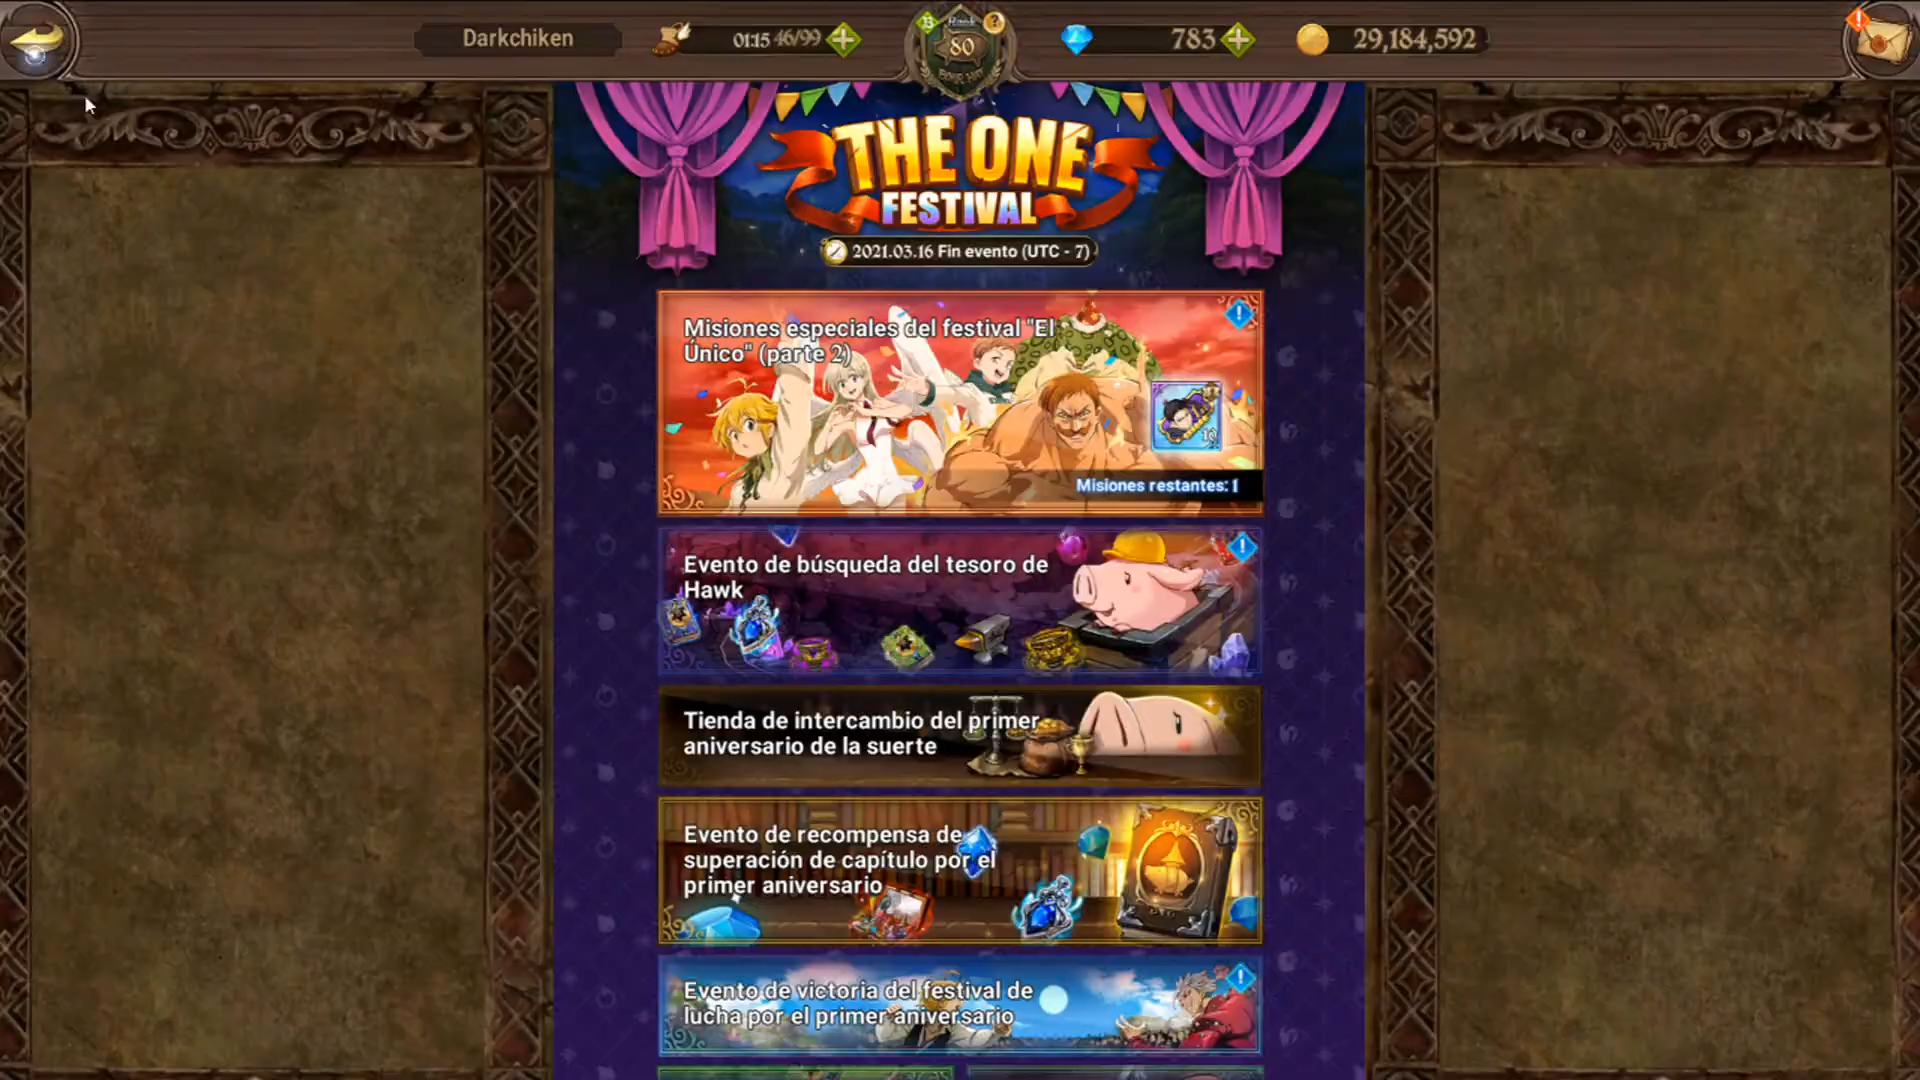 Darkchiken
01:15 46/99
33
Rank
?
80
783
29,184,592
THE ONE
FESTIVAL
2021.03.16 Fin evento (UTC - 7)
Misiones especiales del festival "El
Único" (parte 2)
Misiones restantes: 1
Evento de búsqueda del tesoro de
Hawk
Tienda de intercambio del primer
aniversario de la suerte
Evento de recompensa de
superación de capítulo por el
primer aniversario
Evento de victoria del festival de
lucha por el primer aniversario